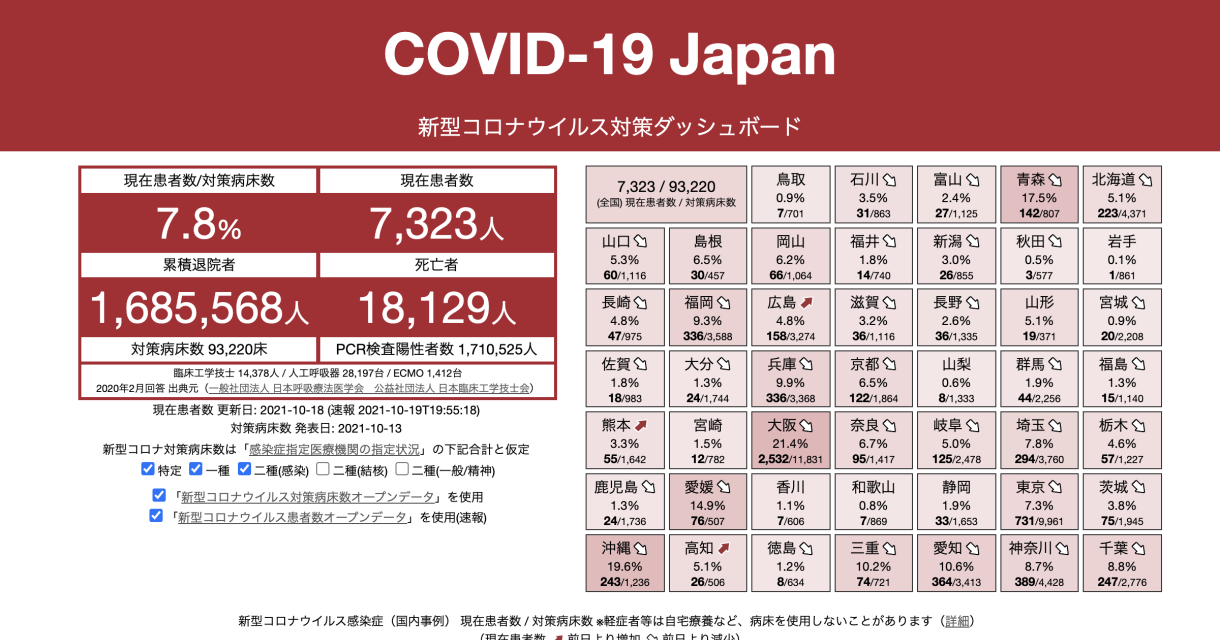 COVID-19 Japan
新型コロナウイルス対策ダッシュボード
現在患者数/対策病床数
現在患者数
7.8%
7,323人
累積退院者
死亡者
1,685,568人
18,129人
対策病床数 93,220床
PCR検査陽性者数 1,710,525人
臨床工学技士 14,378人 / 人工呼吸器 28,197台 / ECMO 1,412台
2020年2月回答 出典元（一般社団法人 日本呼吸療法医学会　公益社団法人 日本臨床工学技士会）
現在患者数 更新日: 2021-10-18 (速報 2021-10-19T19:55:18)
対策病床数 発表日: 2021-10-13
新型コロナ対策病床数は「感染症指定医療機関の指定状況」の下記合計と仮定
特定 一種 二種(感染) 二種(結核) 二種(一般/精神)
「新型コロナウイルス対策病床数オープンデータ」を使用
「新型コロナウイルス患者数オープンデータ」を使用(速報)
7,323 / 93,220
(全国) 現在患者数 / 対策病床数
鳥取
0.9%
7/701
石川
3.5%
31/863
富山
2.4%
27/1,125
青森
17.5%
142/807
北海道
5.1%
223/4,371
山口
5.3%
60/1,116
島根
6.5%
30/457
岡山
6.2%
66/1,064
福井
1.8%
14/740
新潟
3.0%
26/855
秋田
0.5%
3/577
岩手
0.1%
1/861
長崎
4.8%
47/975
福岡
9.3%
336/3,588
広島
4.8%
158/3,274
滋賀
3.2%
36/1,116
長野
2.6%
36/1,335
山形
5.1%
19/371
宮城
0.9%
20/2,208
佐賀
1.8%
18/983
大分
1.3%
24/1,744
兵庫
9.9%
336/3,368
京都
6.5%
122/1,864
山梨
0.6%
8/1,333
群馬
1.9%
44/2,256
福島
1.3%
15/1,140
熊本
3.3%
55/1,642
宮崎
1.5%
12/782
大阪
21.4%
2,532/11,831
奈良
6.7%
95/1,417
岐阜
5.0%
125/2,478
埼玉
7.8%
294/3,760
栃木
4.6%
57/1,227
鹿児島
1.3%
24/1,736
愛媛
14.9%
76/507
香川
1.1%
7/606
和歌山
0.8%
7/869
静岡
1.9%
33/1,653
東京
7.3%
731/9,961
茨城
3.8%
75/1,945
沖縄
19.6%
243/1,236
高知
5.1%
26/506
徳島
1.2%
8/634
三重
10.2%
74/721
愛知
10.6%
364/3,413
神奈川
8.7%
389/4,428
千葉
8.8%
247/2,776
新型コロナウイルス感染症（国内事例） 現在患者数 / 対策病床数 ※軽症者等は自宅療養など、病床を使用しないことがあります（詳細）
（現在患者数 前日より増加 前日より減少）